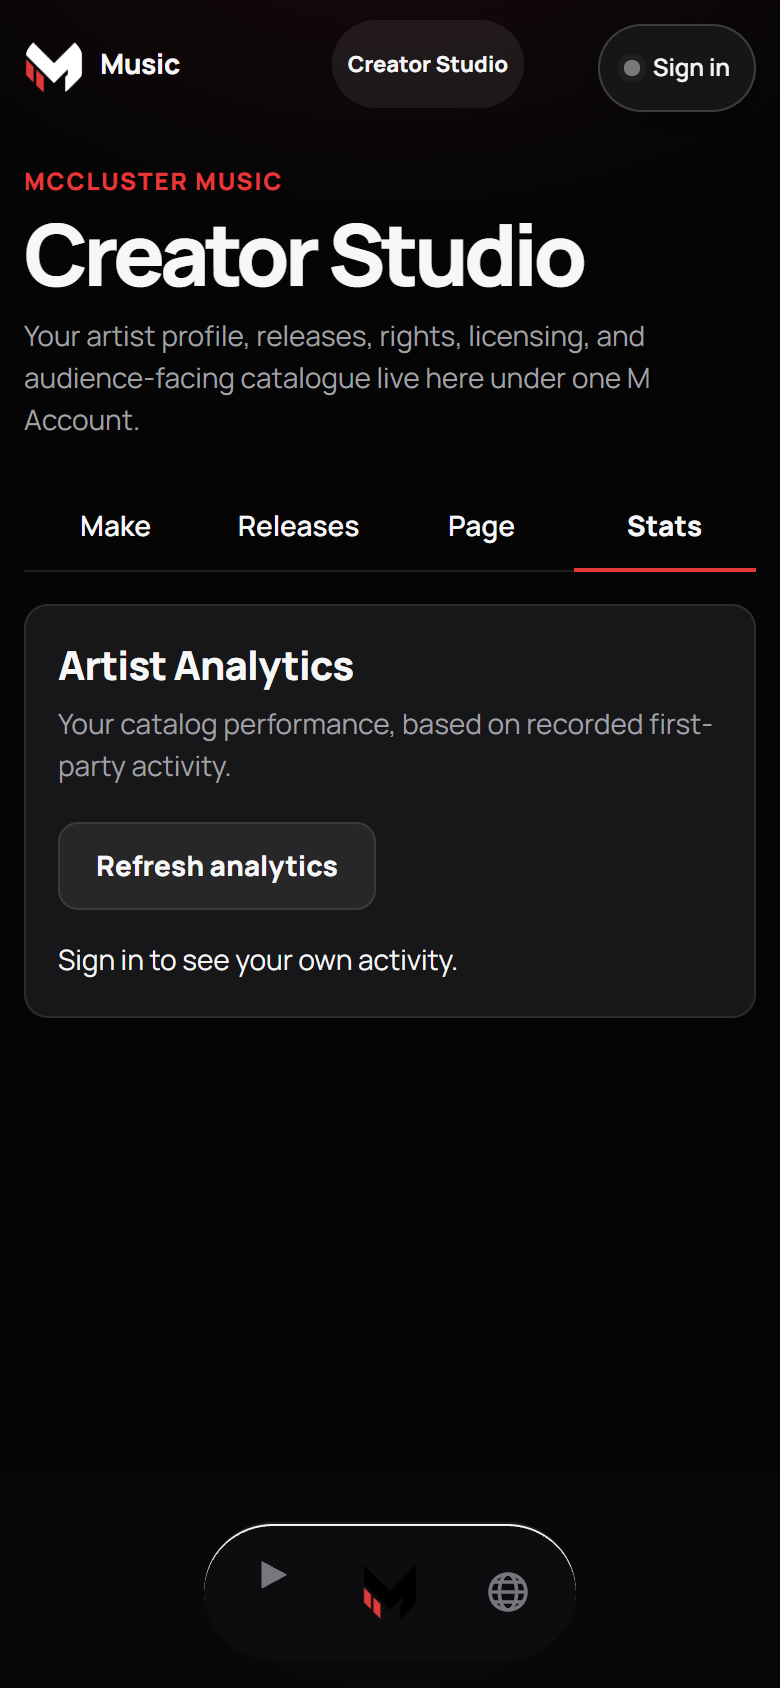 Music
Creator Studio
Sign in
MCCLUSTER MUSIC
Creator Studio
Your artist profile, releases, rights, licensing, and
audience-facing catalogue live here under one M
Account.
Make
Releases
Page
Stats
Artist Analytics
Your catalog performance, based on recorded first-
party activity.
Refresh analytics
Sign in to see your own activity.